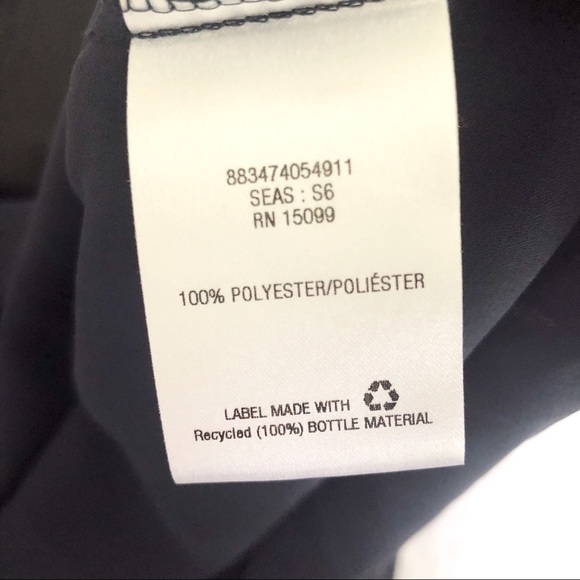 883474054911
SEAS : S6
RN 15099
100% POLYESTER/POLIÉSTER
LABEL MADE WITH
Recycled (100%) BOTTLE MATERIAL